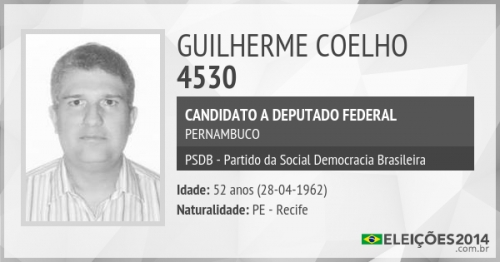 GUILHERME COELHO
4530
CANDIDATO A DEPUTADO FEDERAL
PERNAMBUCO
PSDB - Partido da Social Democracia Brasileira
Idade: 52 anos (28-04-1962)
Naturalidade: PE - Recife
ELEIÇÕES2014
.com.br